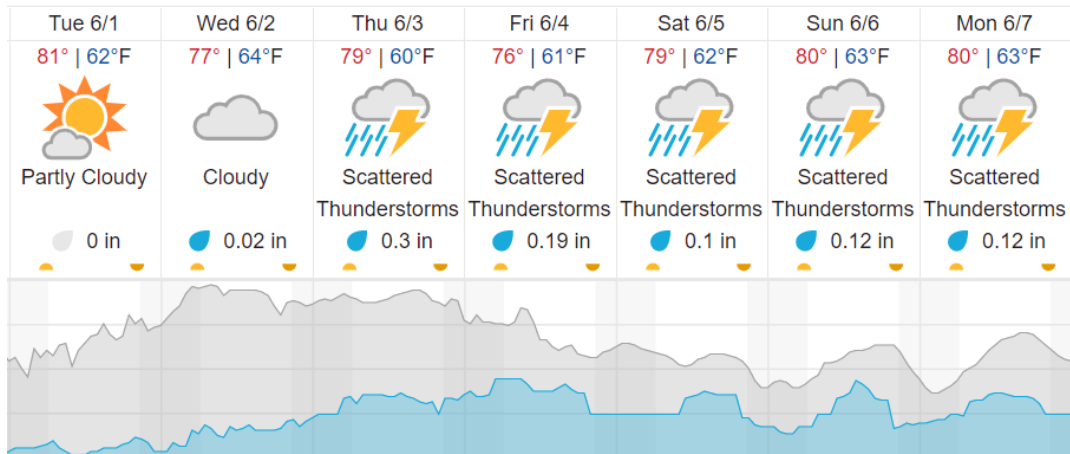 Tue 6/1 Wed 6/2 Thu 6/3 Fri 6/4 Sat 6/5 Sun 6/6 Mon 6/7
81° | 62°F 77° | 64°F 79° | 60°F 76° | 61°F 79° | 62°F 80° | 63°F 80° | 63°F
Partly Cloudy Cloudy Scattered Scattered Scattered Scattered Scattered
Thunderstorms Thunderstorms Thunderstorms Thunderstorms Thunderstorms
0 in 0.02 in 0.3 in 0.19 in 0.1 in 0.12 in 0.12 in